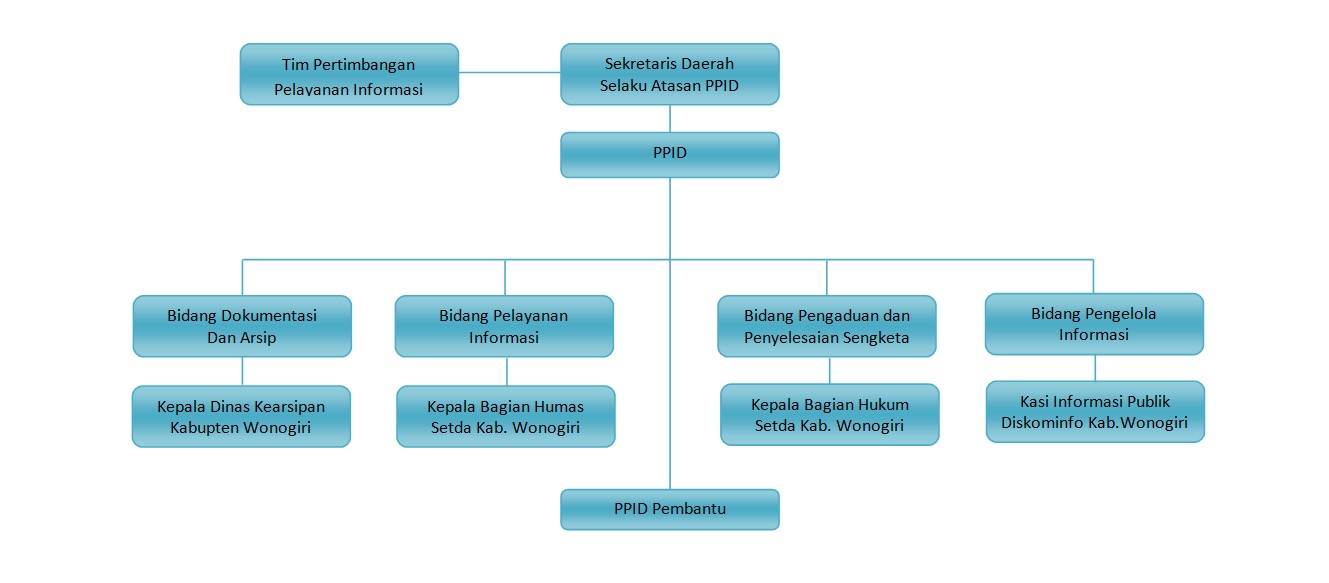 Tim Pertimbangan
Pelayanan Informasi
Sekretaris Daerah
Selaku Atasan PPID
PPID
Bidang Dokumentasi
Dan Arsip
Bidang Pelayanan
Informasi
Bidang Pengaduan dan
Penyelesaian Sengketa
Bidang Pengelola
Informasi
Kepala Dinas Kearsipan
Kabupten Wonogiri
Kepala Bagian Humas
Setda Kab. Wonogiri
Kepala Bagian Hukum
Setda Kab. Wonogiri
Kasi Informasi Publik
Diskominfo Kab.Wonogiri
PPID Pembantu